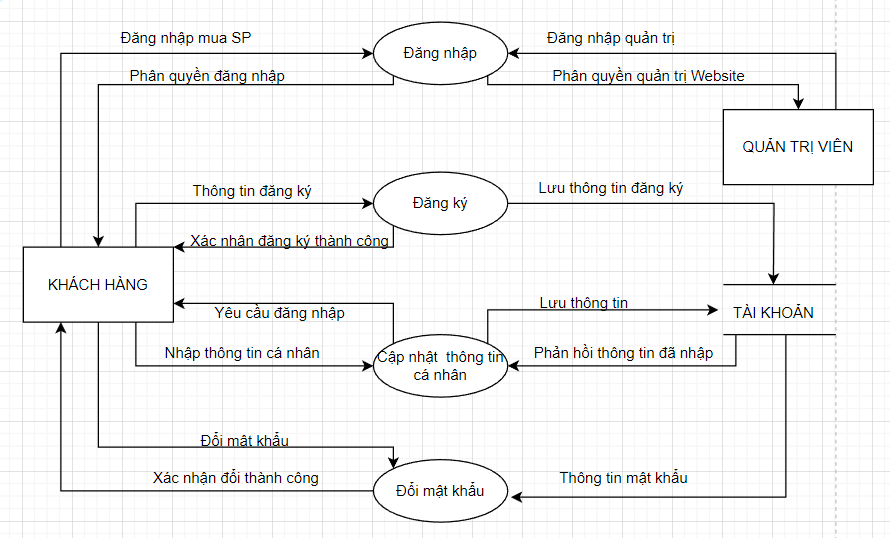 Đăng nhập mua SP
Đăng nhập quản trị
Đăng nhập
Phân quyền đăng nhập
Phân quyền quản trị Website
QUẢN TRỊ VIÊN
Thông tin đăng ký
Lưu thông tin đăng ký
Đăng ký
Xác nhân đăng ký thành công
KHÁCH HÀNG
Lưu thông tin
Yêu cầu đăng nhập
TÀI KHOẢN
Nhập thông tin cá nhân
Cập nhật thông tin
cá nhân
Phản hồi thông tin đã nhập
Đổi mật khẩu
Xác nhận đổi thành công
Thông tin mật khẩu
Đổi mật khẩu